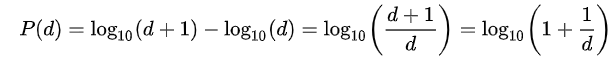 P(d) = log₁₀(d + 1) − log₁₀(d) = log₁₀((d + 1)/d) = log₁₀(1 + 1/d)